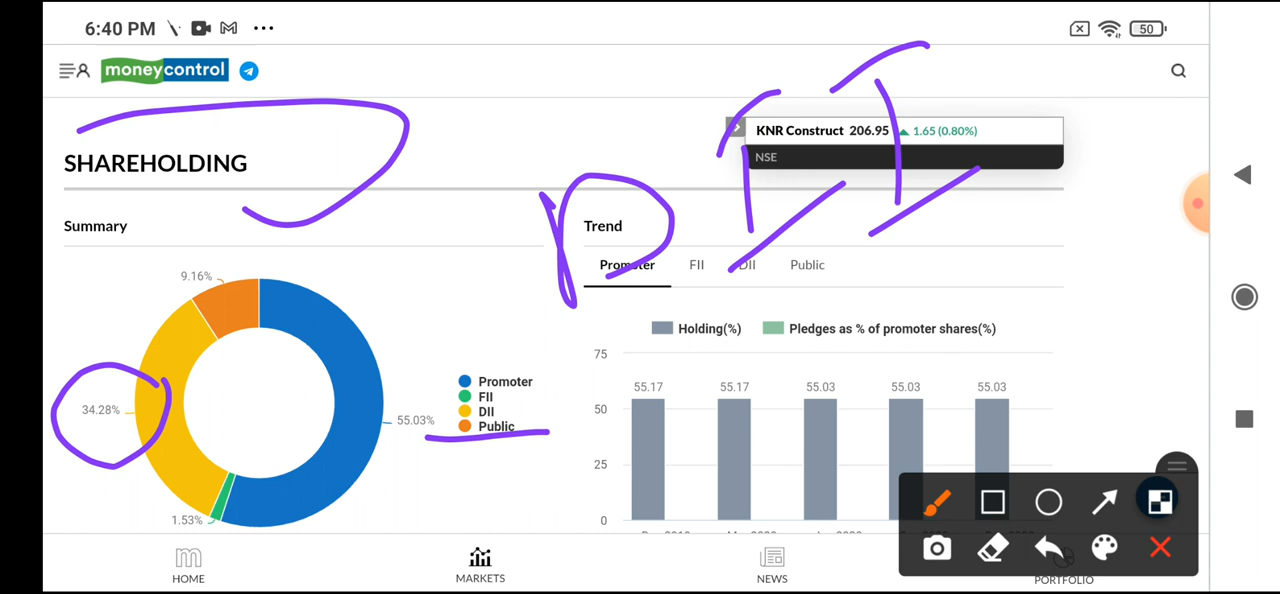 6:40 PM
50
moneycontrol
KNR Construct 206.95 1.65 (0.80%)
NSE
SHAREHOLDING
Summary
Trend
Promoter FII DII Public
9.16%
34.28%
55.03%
1.53%
Promoter
FII
DII
Public
Holding(%) Pledges as % of promoter shares(%)
75
50
25
0
55.17 55.17 55.03 55.03 55.03
HOME MARKETS NEWS PORTFOLIO